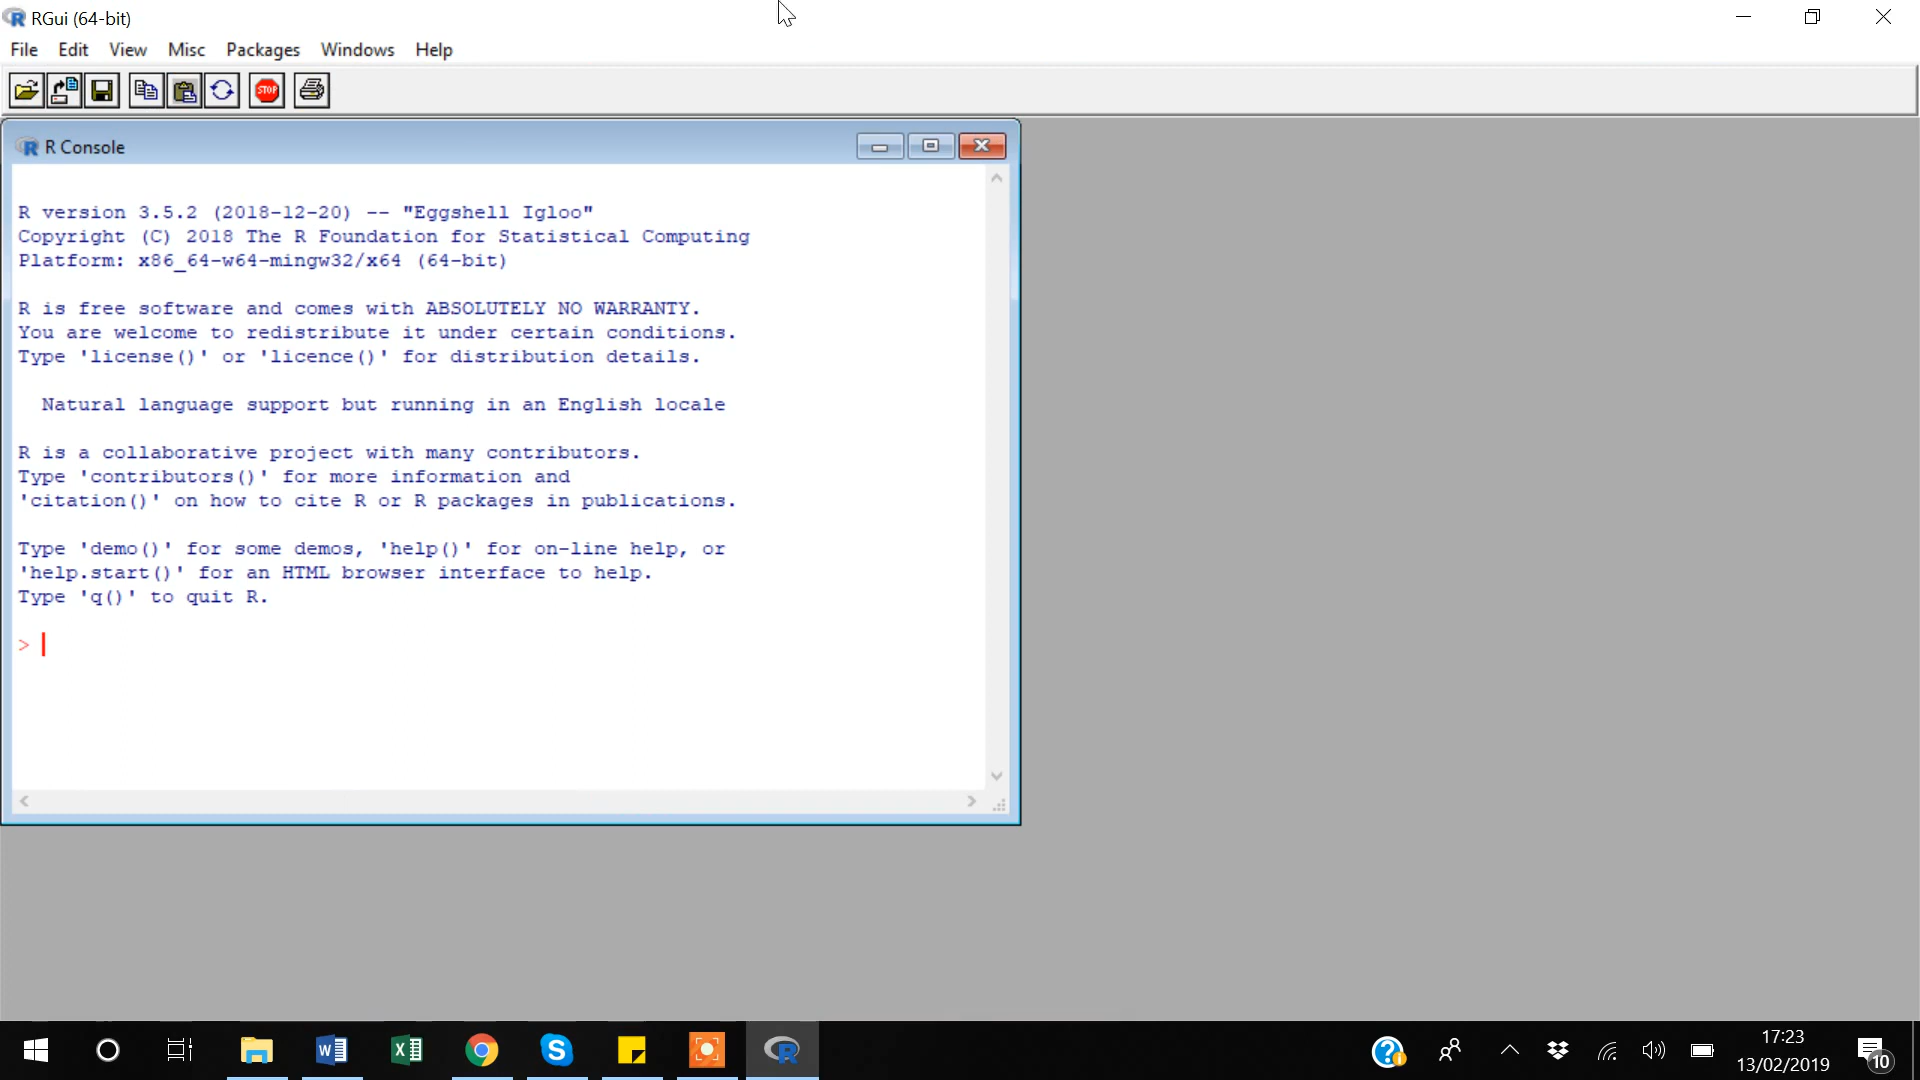 RGui (64-bit)
File Edit View Misc Packages Windows Help
STOP
R Console
R version 3.5.2 (2018-12-20) -- "Eggshell Igloo"
Copyright (C) 2018 The R Foundation for Statistical Computing
Platform: x86_64-w64-mingw32/x64 (64-bit)
R is free software and comes with ABSOLUTELY NO WARRANTY.
You are welcome to redistribute it under certain conditions.
Type 'license()' or 'licence()' for distribution details.
Natural language support but running in an English locale
R is a collaborative project with many contributors.
Type 'contributors()' for more information and
'citation()' on how to cite R or R packages in publications.
Type 'demo()' for some demos, 'help()' for on-line help, or
'help.start()' for an HTML browser interface to help.
Type 'q()' to quit R.
>
17:23
13/02/2019
10